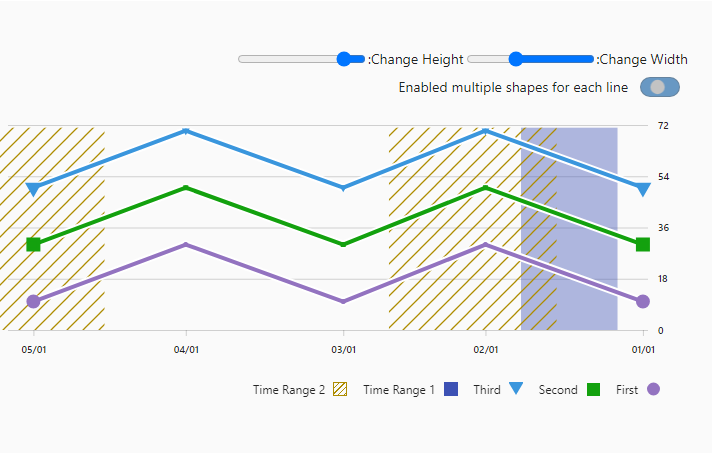 :Change Height :Change Width
Enabled multiple shapes for each line
72
54
36
18
0
05/01 04/01 03/01 02/01 01/01
Time Range 2 Time Range 1 Third Second First